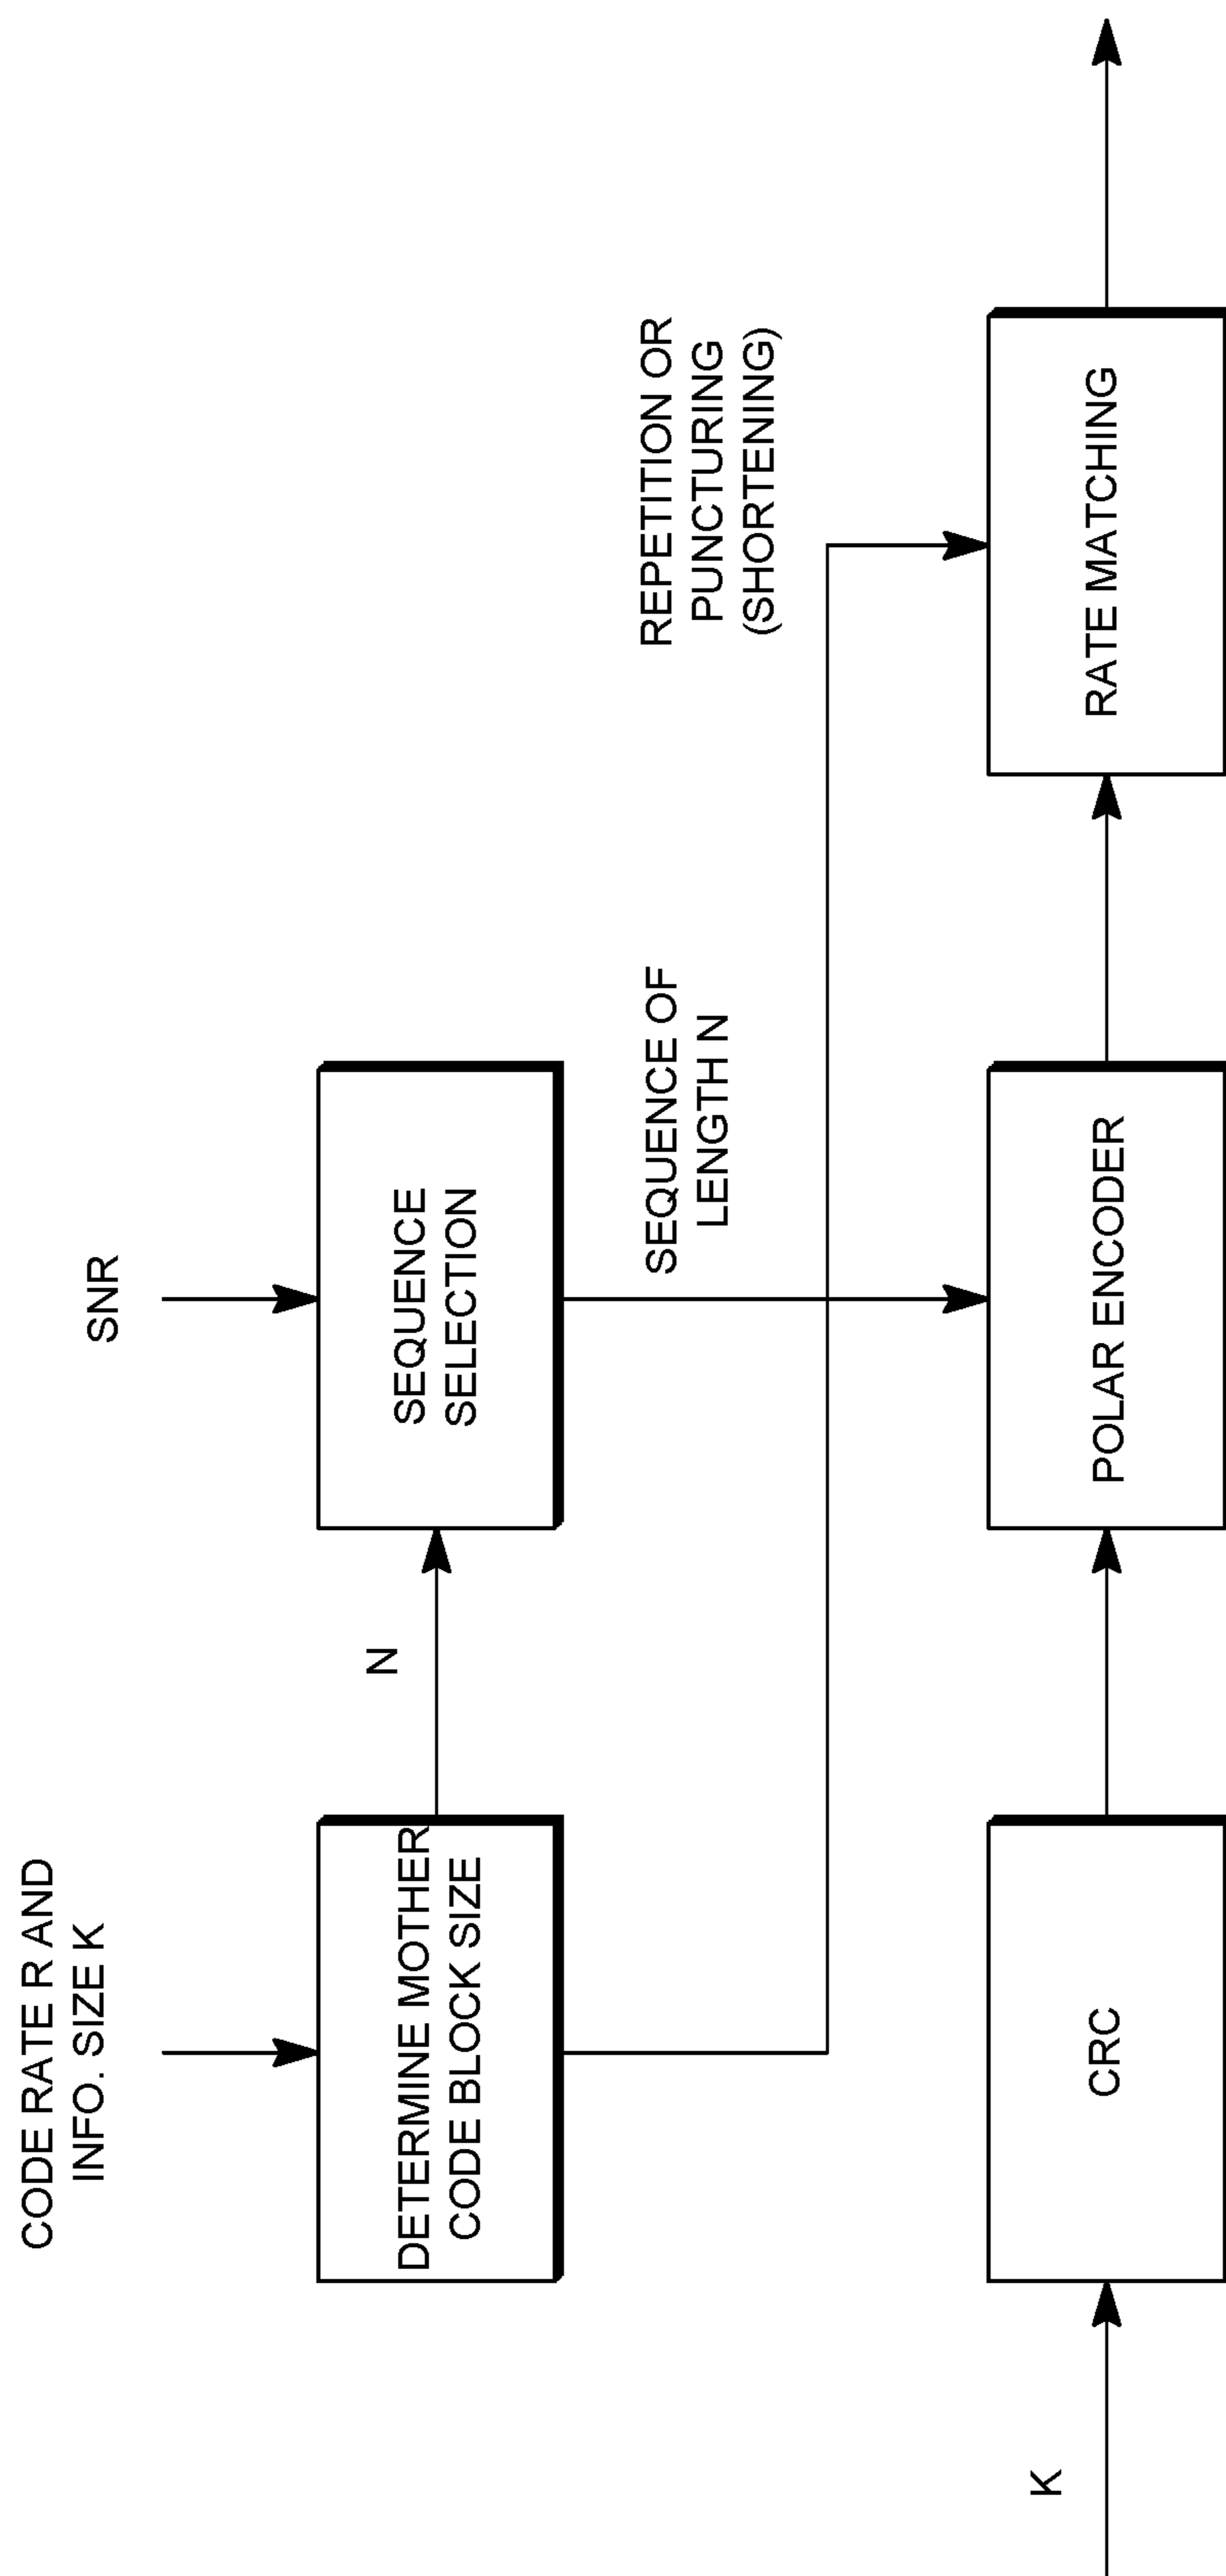 CODE RATE R AND
INFO. SIZE K
SNR
DETERMINE MOTHER
CODE BLOCK SIZE
N
SEQUENCE
SELECTION
SEQUENCE OF
LENGTH N
REPETITION OR
PUNCTURING
(SHORTENING)
K
CRC
POLAR ENCODER
RATE MATCHING